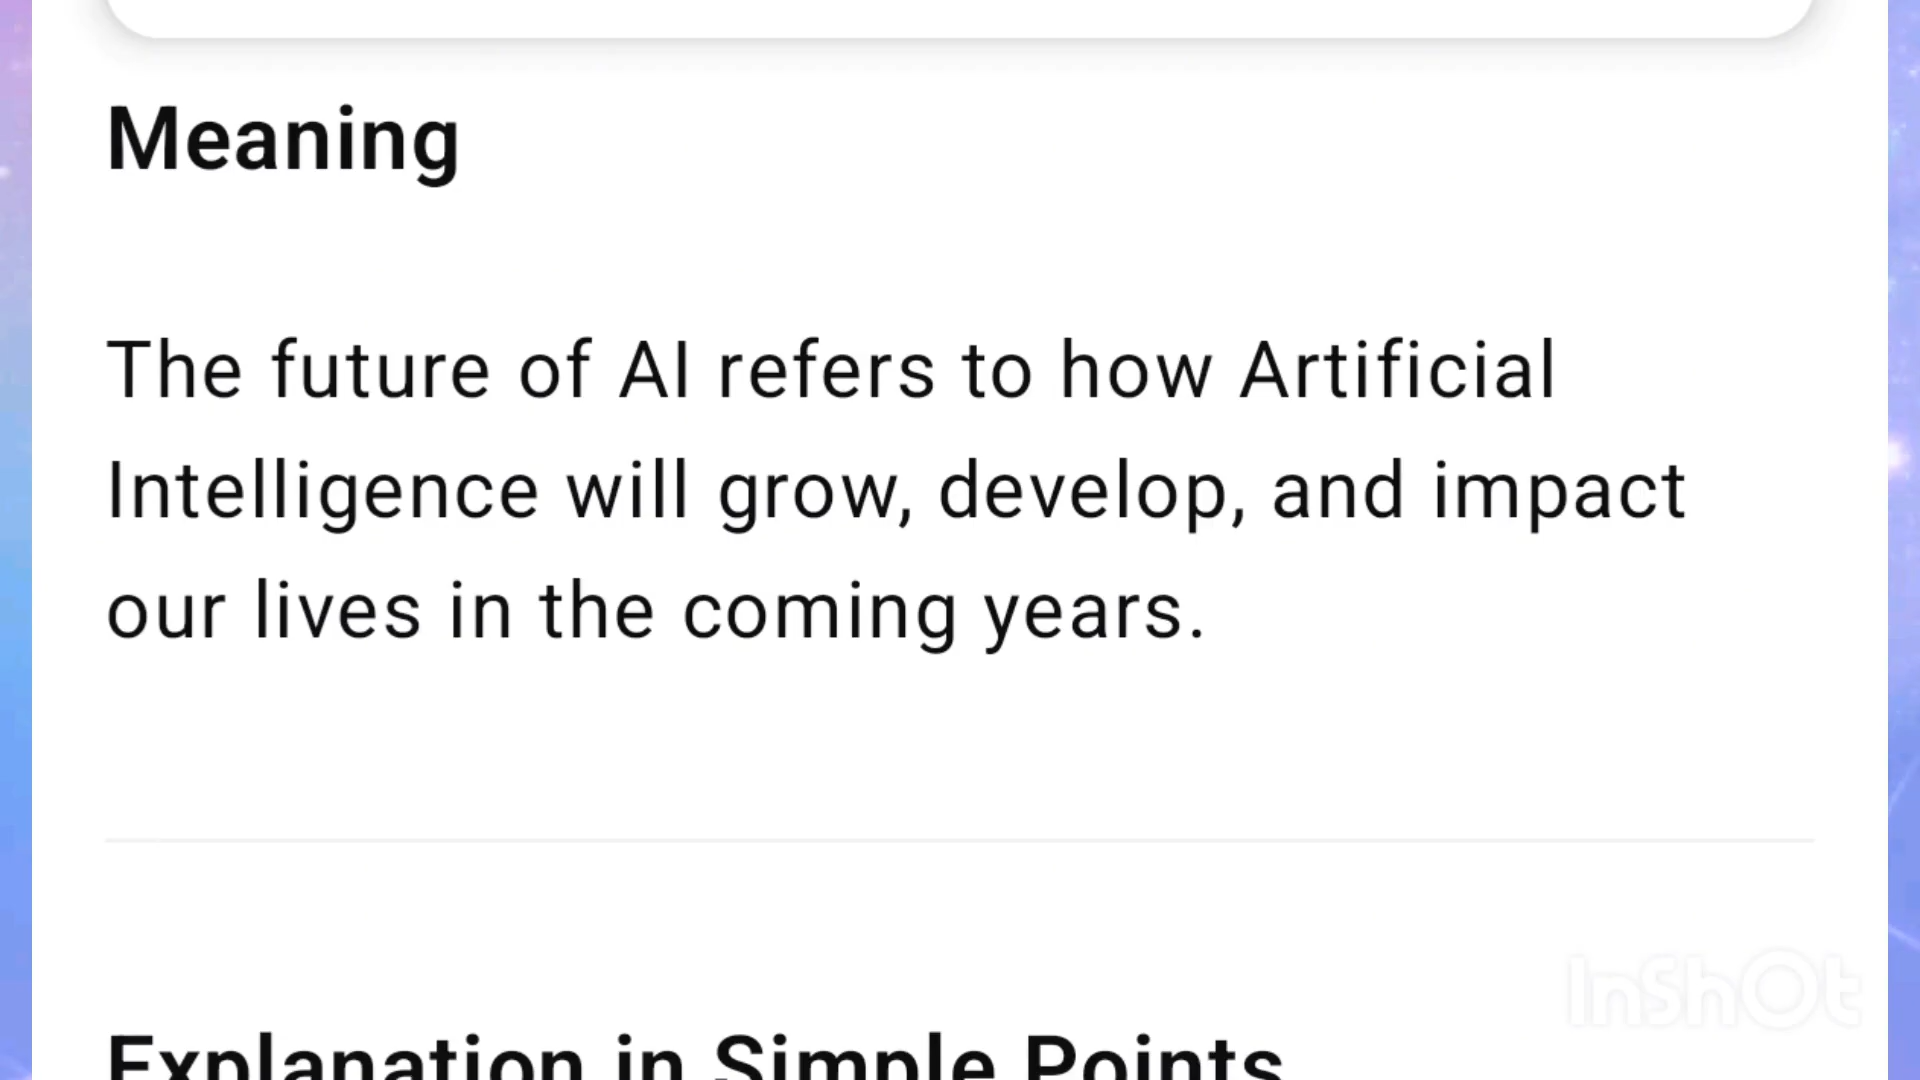 Meaning
The future of AI refers to how Artificial
Intelligence will grow, develop, and impact
our lives in the coming years.
Explanation in Simple Points
InShOt